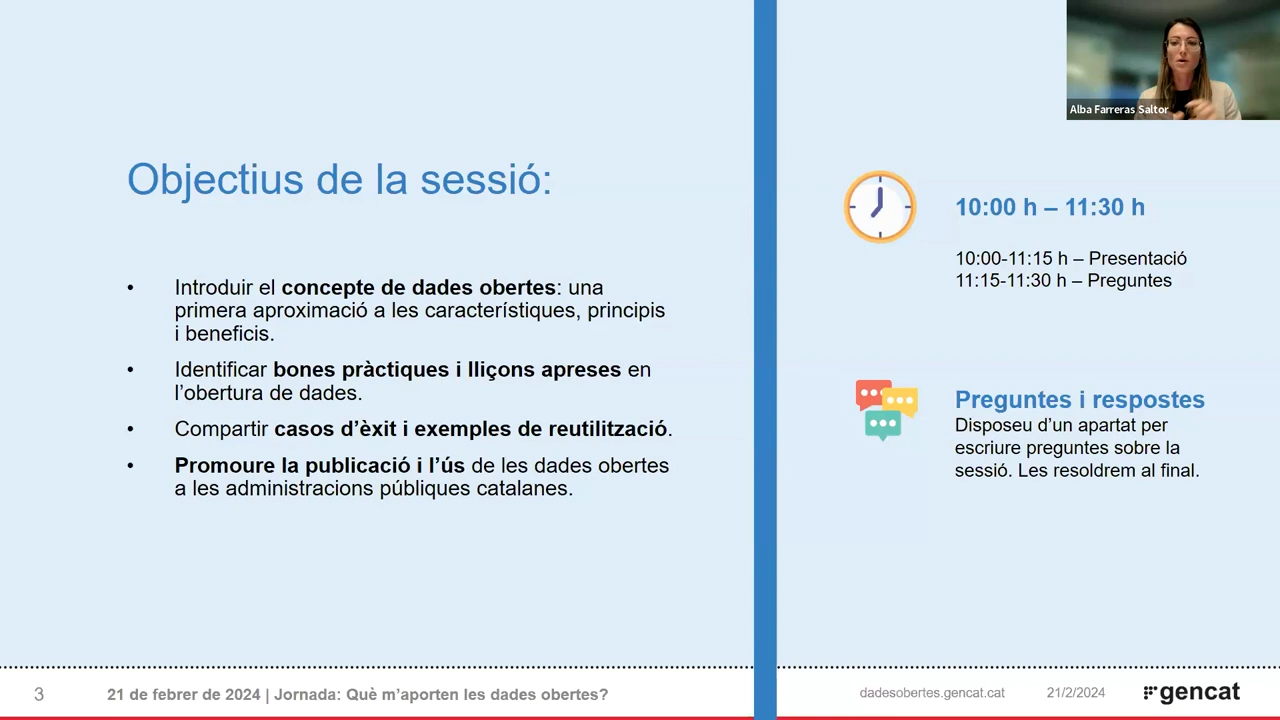 Objectius de la sessió:
• Introduir el concepte de dades obertes: una
primera aproximació a les característiques, principis
i beneficis.
• Identificar bones pràctiques i lliçons apreses en
l’obertura de dades.
• Compartir casos d’èxit i exemples de reutilització.
• Promoure la publicació i l’ús de les dades obertes
a les administracions públiques catalanes.
Alba Farreras Saltor
10:00 h – 11:30 h
10:00-11:15 h – Presentació
11:15-11:30 h – Preguntes
Preguntes i respostes
Disposeu d’un apartat per
escriure preguntes sobre la
sessió. Les resoldrem al final.
3
21 de febrer de 2024 | Jornada: Què m’aporten les dades obertes?
dadesobertes.gencat.cat
21/2/2024
gencat